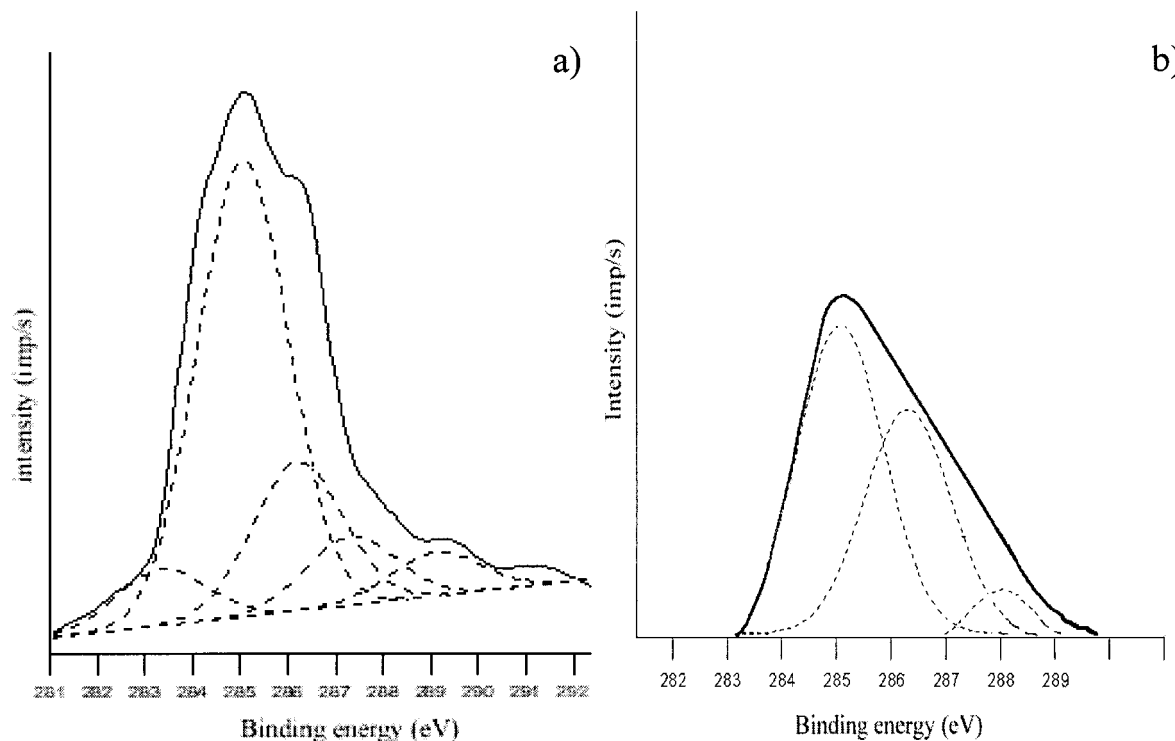 a)
intensity (imp/s)
281 282 283 284 285 286 287 288 289 290 291 292
Binding energy (eV)
b)
Intensity (imp/s)
282 283 284 285 286 287 288 289
Binding energy (eV)